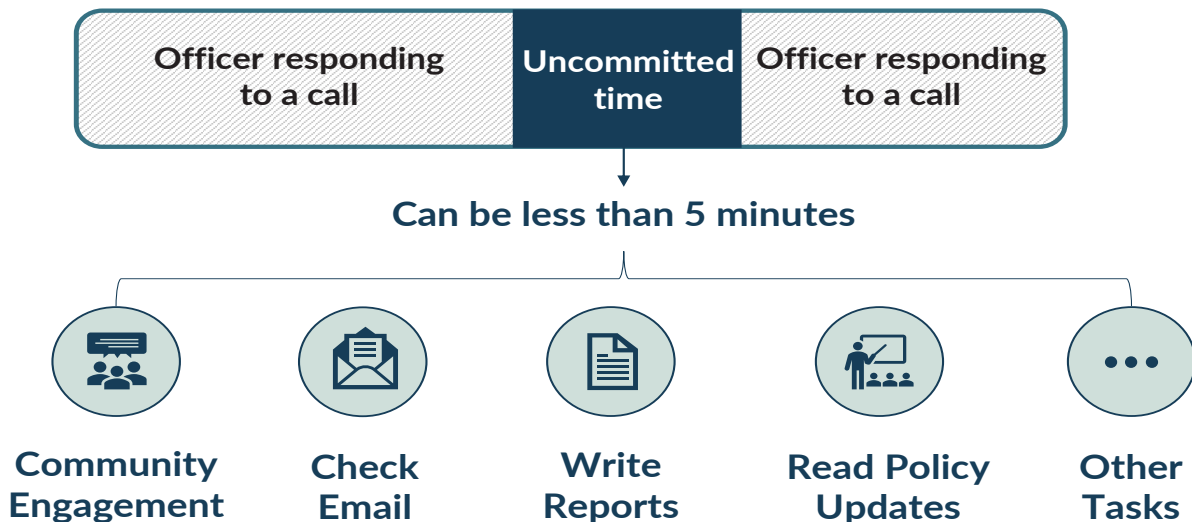 Officer responding
to a call
Uncommitted
time
Officer responding
to a call
Can be less than 5 minutes
Community
Engagement
Check
Email
Write
Reports
Read Policy
Updates
Other
Tasks